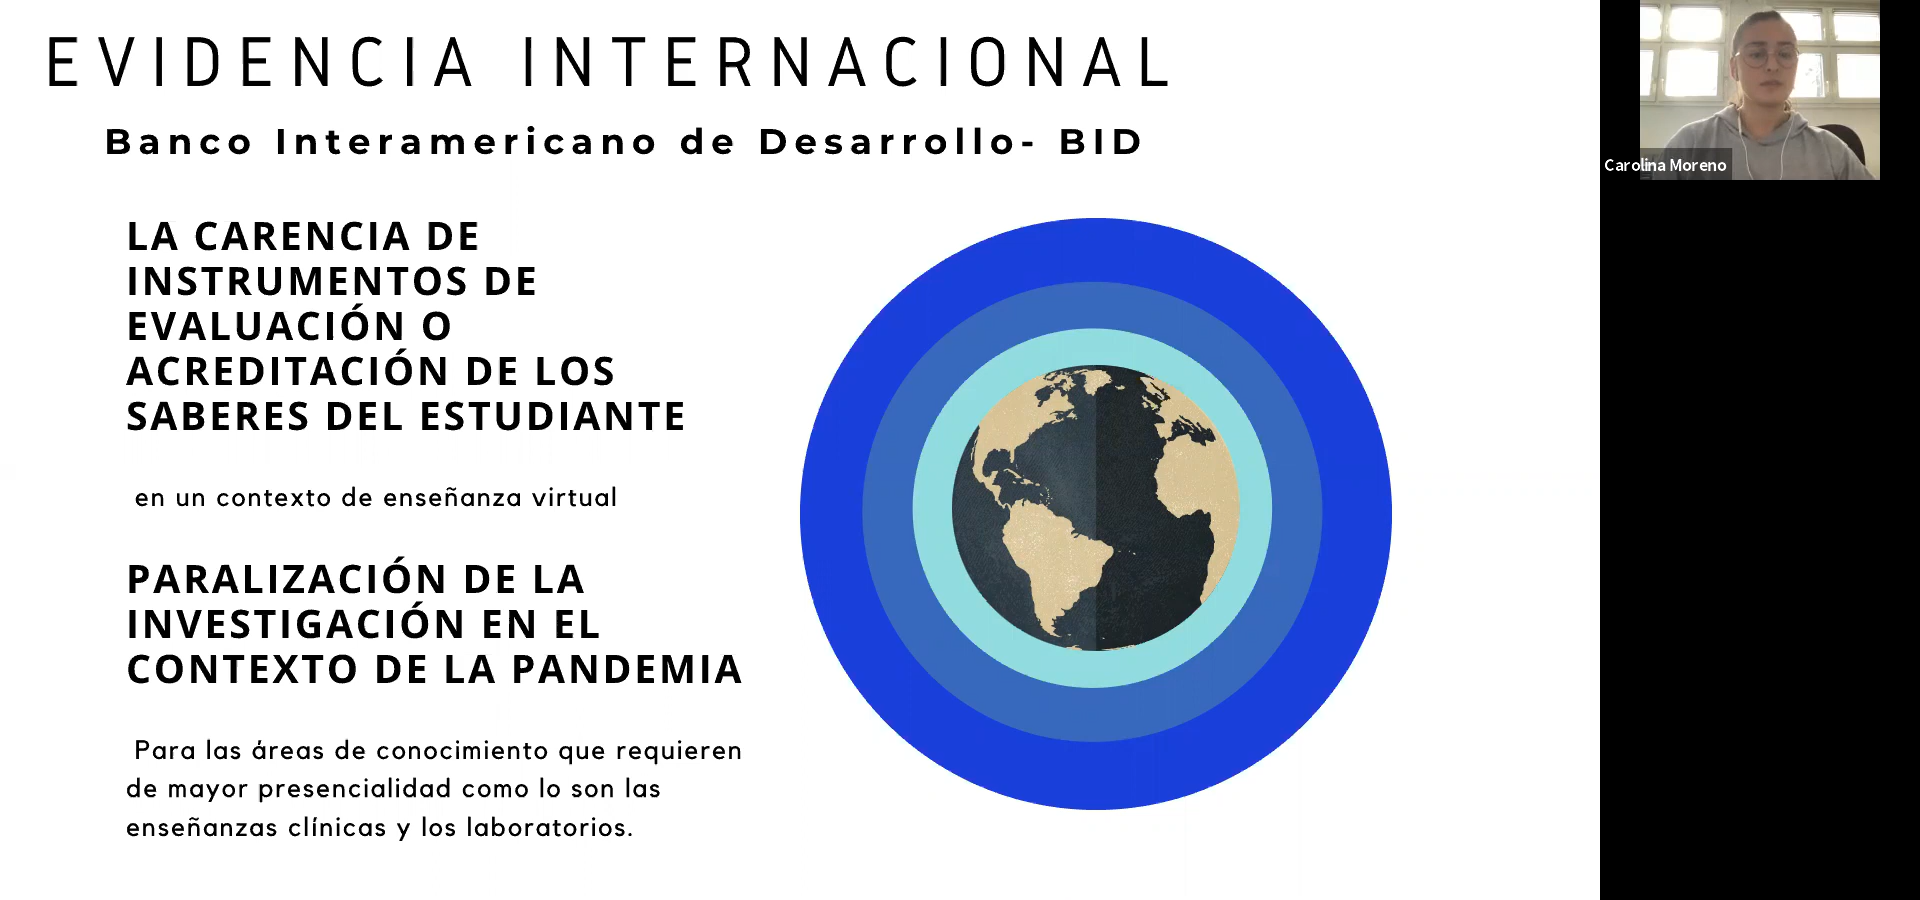 EVIDENCIA INTERNACIONAL
Banco Interamericano de Desarrollo- BID
LA CARENCIA DE
INSTRUMENTOS DE
EVALUACIÓN O
ACREDITACIÓN DE LOS
SABERES DEL ESTUDIANTE
en un contexto de enseñanza virtual
PARALIZACIÓN DE LA
INVESTIGACIÓN EN EL
CONTEXTO DE LA PANDEMIA
Para las áreas de conocimiento que requieren
de mayor presencialidad como lo son las
enseñanzas clínicas y los laboratorios.
Carolina Moreno